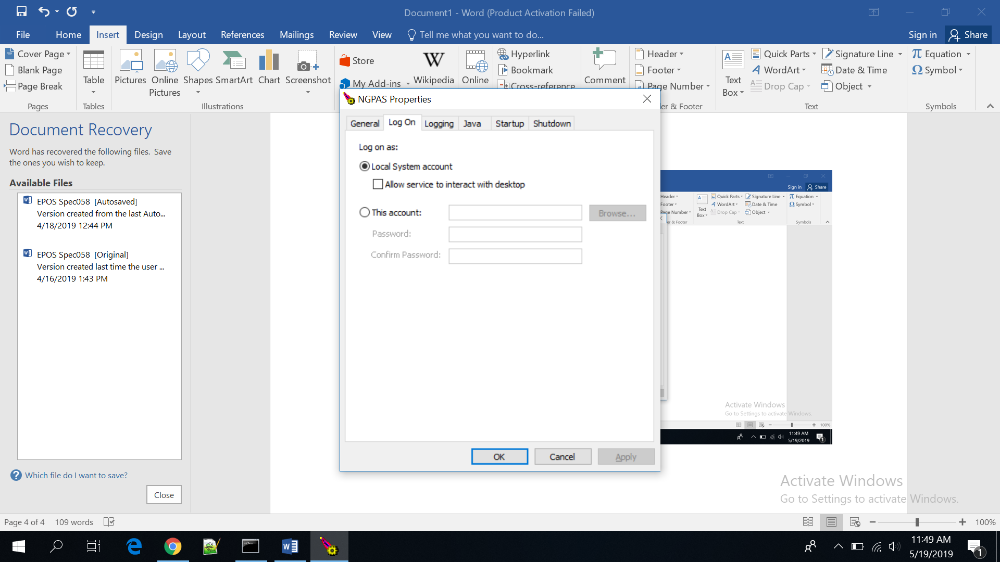 Document1 - Word (Product Activation Failed)
File Home Insert Design Layout References Mailings Review View Tell me what you want to do... Sign in Share
Cover Page
Blank Page
Page Break
Pages
Table
Tables
Pictures
Online Pictures
Shapes
SmartArt
Chart
Screenshot
Illustrations
Store
My Add-ins
Wikipedia
Online
Hyperlink
Bookmark
Cross-reference
Comment
Header
Footer
Page Number
er & Footer
Text Box
Quick Parts
WordArt
Drop Cap
Signature Line
Date & Time
Object
Text
Equation
Symbol
Symbols
Document Recovery
Word has recovered the following files. Save
the ones you wish to keep.
Available Files
EPOS Spec058 [Autosaved]
Version created from the last Auto...
4/18/2019 12:44 PM
EPOS Spec058 [Original]
Version created last time the user ...
4/16/2019 1:43 PM
Which file do I want to save?
Close
NGPAS Properties
General Log On Logging Java Startup Shutdown
Log on as:
Local System account
Allow service to interact with desktop
This account:
Browse...
Password:
Confirm Password:
OK Cancel Apply
Sign in Share
Header
Footer
Page Number
er & Footer
Text Box
Quick Parts
WordArt
Drop Cap
Signature Line
Date & Time
Object
Text
Equation
Symbol
Symbols
Activate Windows
Go to Settings to activate Windows.
100%
11:49 AM
5/19/2019
1
Activate Windows
Go to Settings to activate Windows.
Page 4 of 4 109 words
100%
11:49 AM
5/19/2019
1